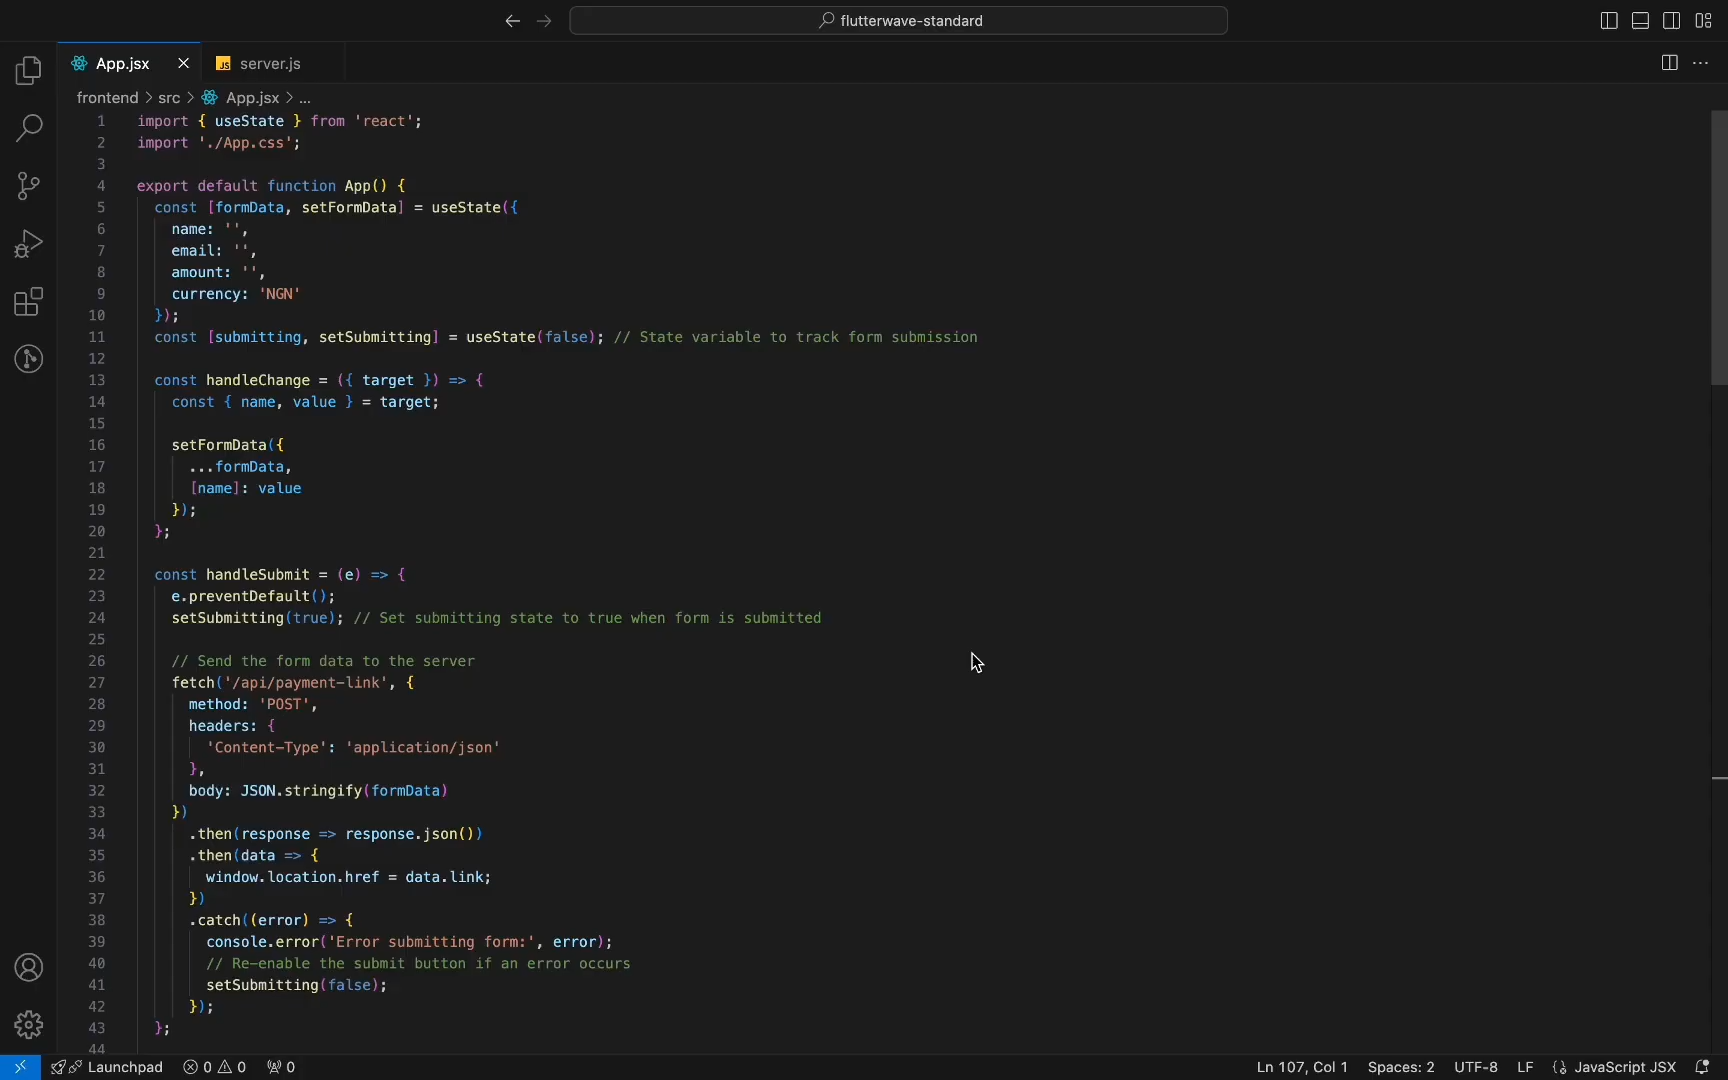 flutterwave-standard
App.jsx
JS server.js
frontend > src > App.jsx > ...
1 import { useState } from 'react';
2 import './App.css';
3
4 export default function App() {
5 const [formData, setFormData] = useState({
6 name: '',
7 email: '',
8 amount: '',
9 currency: 'NGN'
10 });
11 const [submitting, setSubmitting] = useState(false); // State variable to track form submission
12
13 const handleChange = ({ target }) => {
14 const { name, value } = target;
15
16 setFormData({
17 ...formData,
18 [name]: value
19 });
20 };
21
22 const handleSubmit = (e) => {
23 e.preventDefault();
24 setSubmitting(true); // Set submitting state to true when form is submitted
25
26 // Send the form data to the server
27 fetch('/api/payment-link', {
28 method: 'POST',
29 headers: {
30 'Content-Type': 'application/json'
31 },
32 body: JSON.stringify(formData)
33 })
34 .then(response => response.json())
35 .then(data => {
36 window.location.href = data.link;
37 })
38 .catch((error) => {
39 console.error('Error submitting form:', error);
40 // Re-enable the submit button if an error occurs
41 setSubmitting(false);
42 });
43 };
44
Launchpad 0 0 0 Ln 107, Col 1 Spaces: 2 UTF-8 LF JavaScript JSX